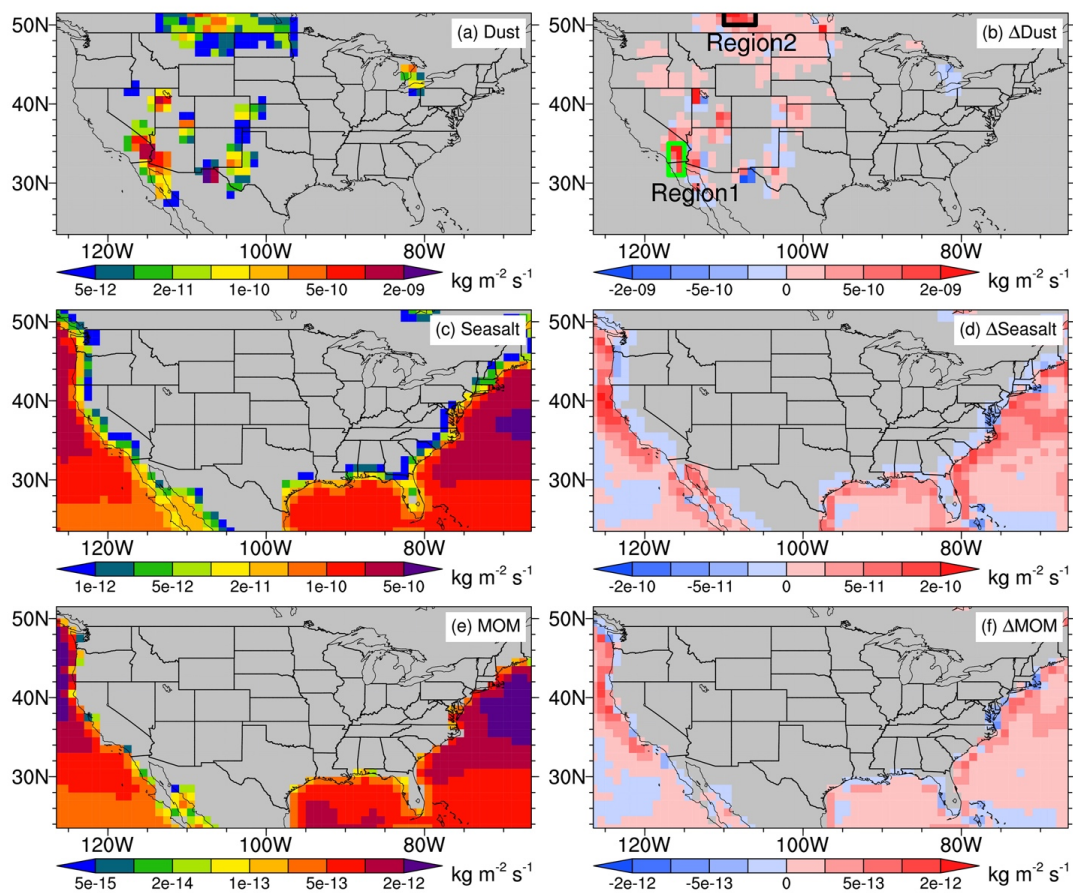 50N
40N
30N
(a) Dust
120W 100W 80W
5e-12 2e-11 1e-10 5e-10 2e-09 kg m⁻² s⁻¹
50N
40N
30N
(b) ΔDust
Region2
Region1
120W 100W 80W
-2e-09 -5e-10 0 5e-10 2e-09 kg m⁻² s⁻¹
50N
40N
30N
(c) Seasalt
120W 100W 80W
1e-12 5e-12 2e-11 1e-10 5e-10 kg m⁻² s⁻¹
50N
40N
30N
(d) ΔSeasalt
120W 100W 80W
-2e-10 -5e-11 0 5e-11 2e-10 kg m⁻² s⁻¹
50N
40N
30N
(e) MOM
120W 100W 80W
5e-15 2e-14 1e-13 5e-13 2e-12 kg m⁻² s⁻¹
50N
40N
30N
(f) ΔMOM
120W 100W 80W
-2e-12 -5e-13 0 5e-13 2e-12 kg m⁻² s⁻¹